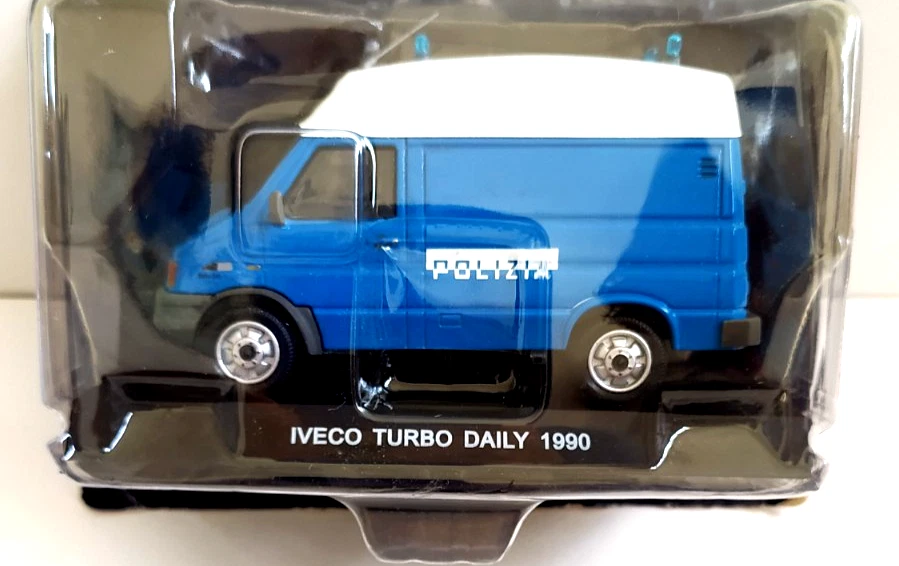 POLIZIA
IVECO TURBO DAILY 1990